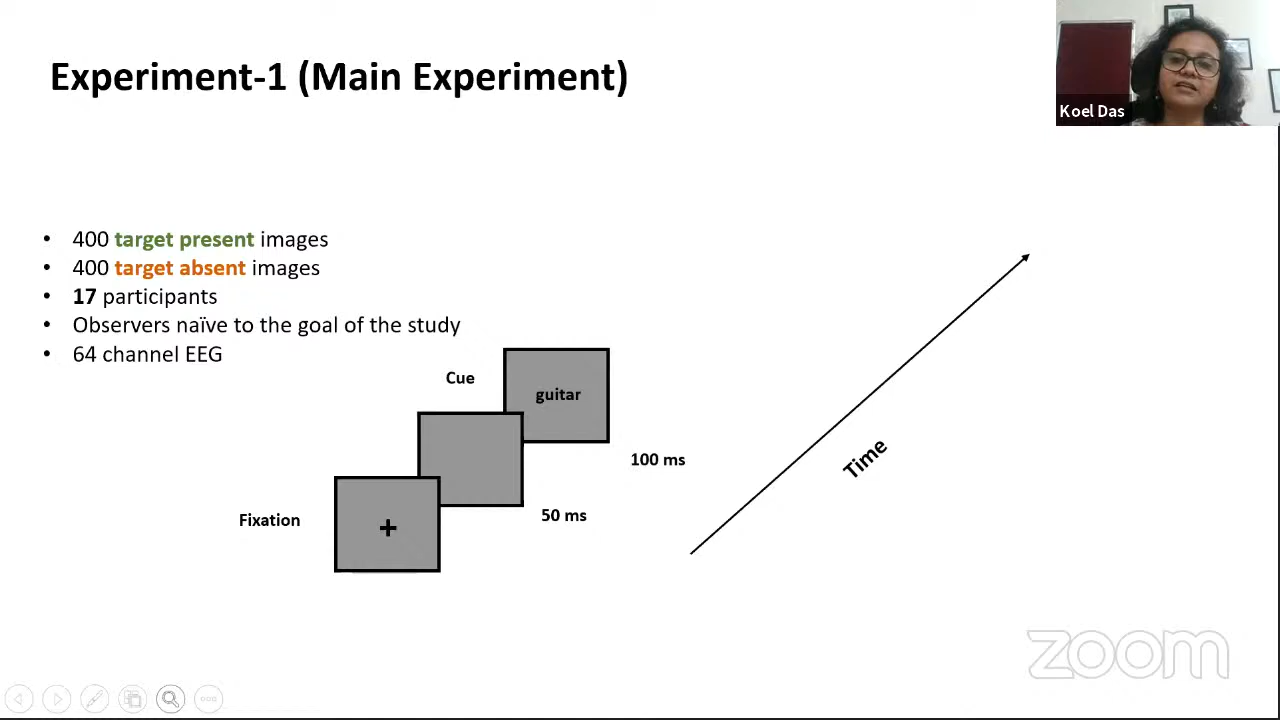 Experiment-1 (Main Experiment)
Koel Das
• 400 target present images
• 400 target absent images
• 17 participants
• Observers naïve to the goal of the study
• 64 channel EEG
Cue
guitar
100 ms
Time
50 ms
Fixation
+
zoom